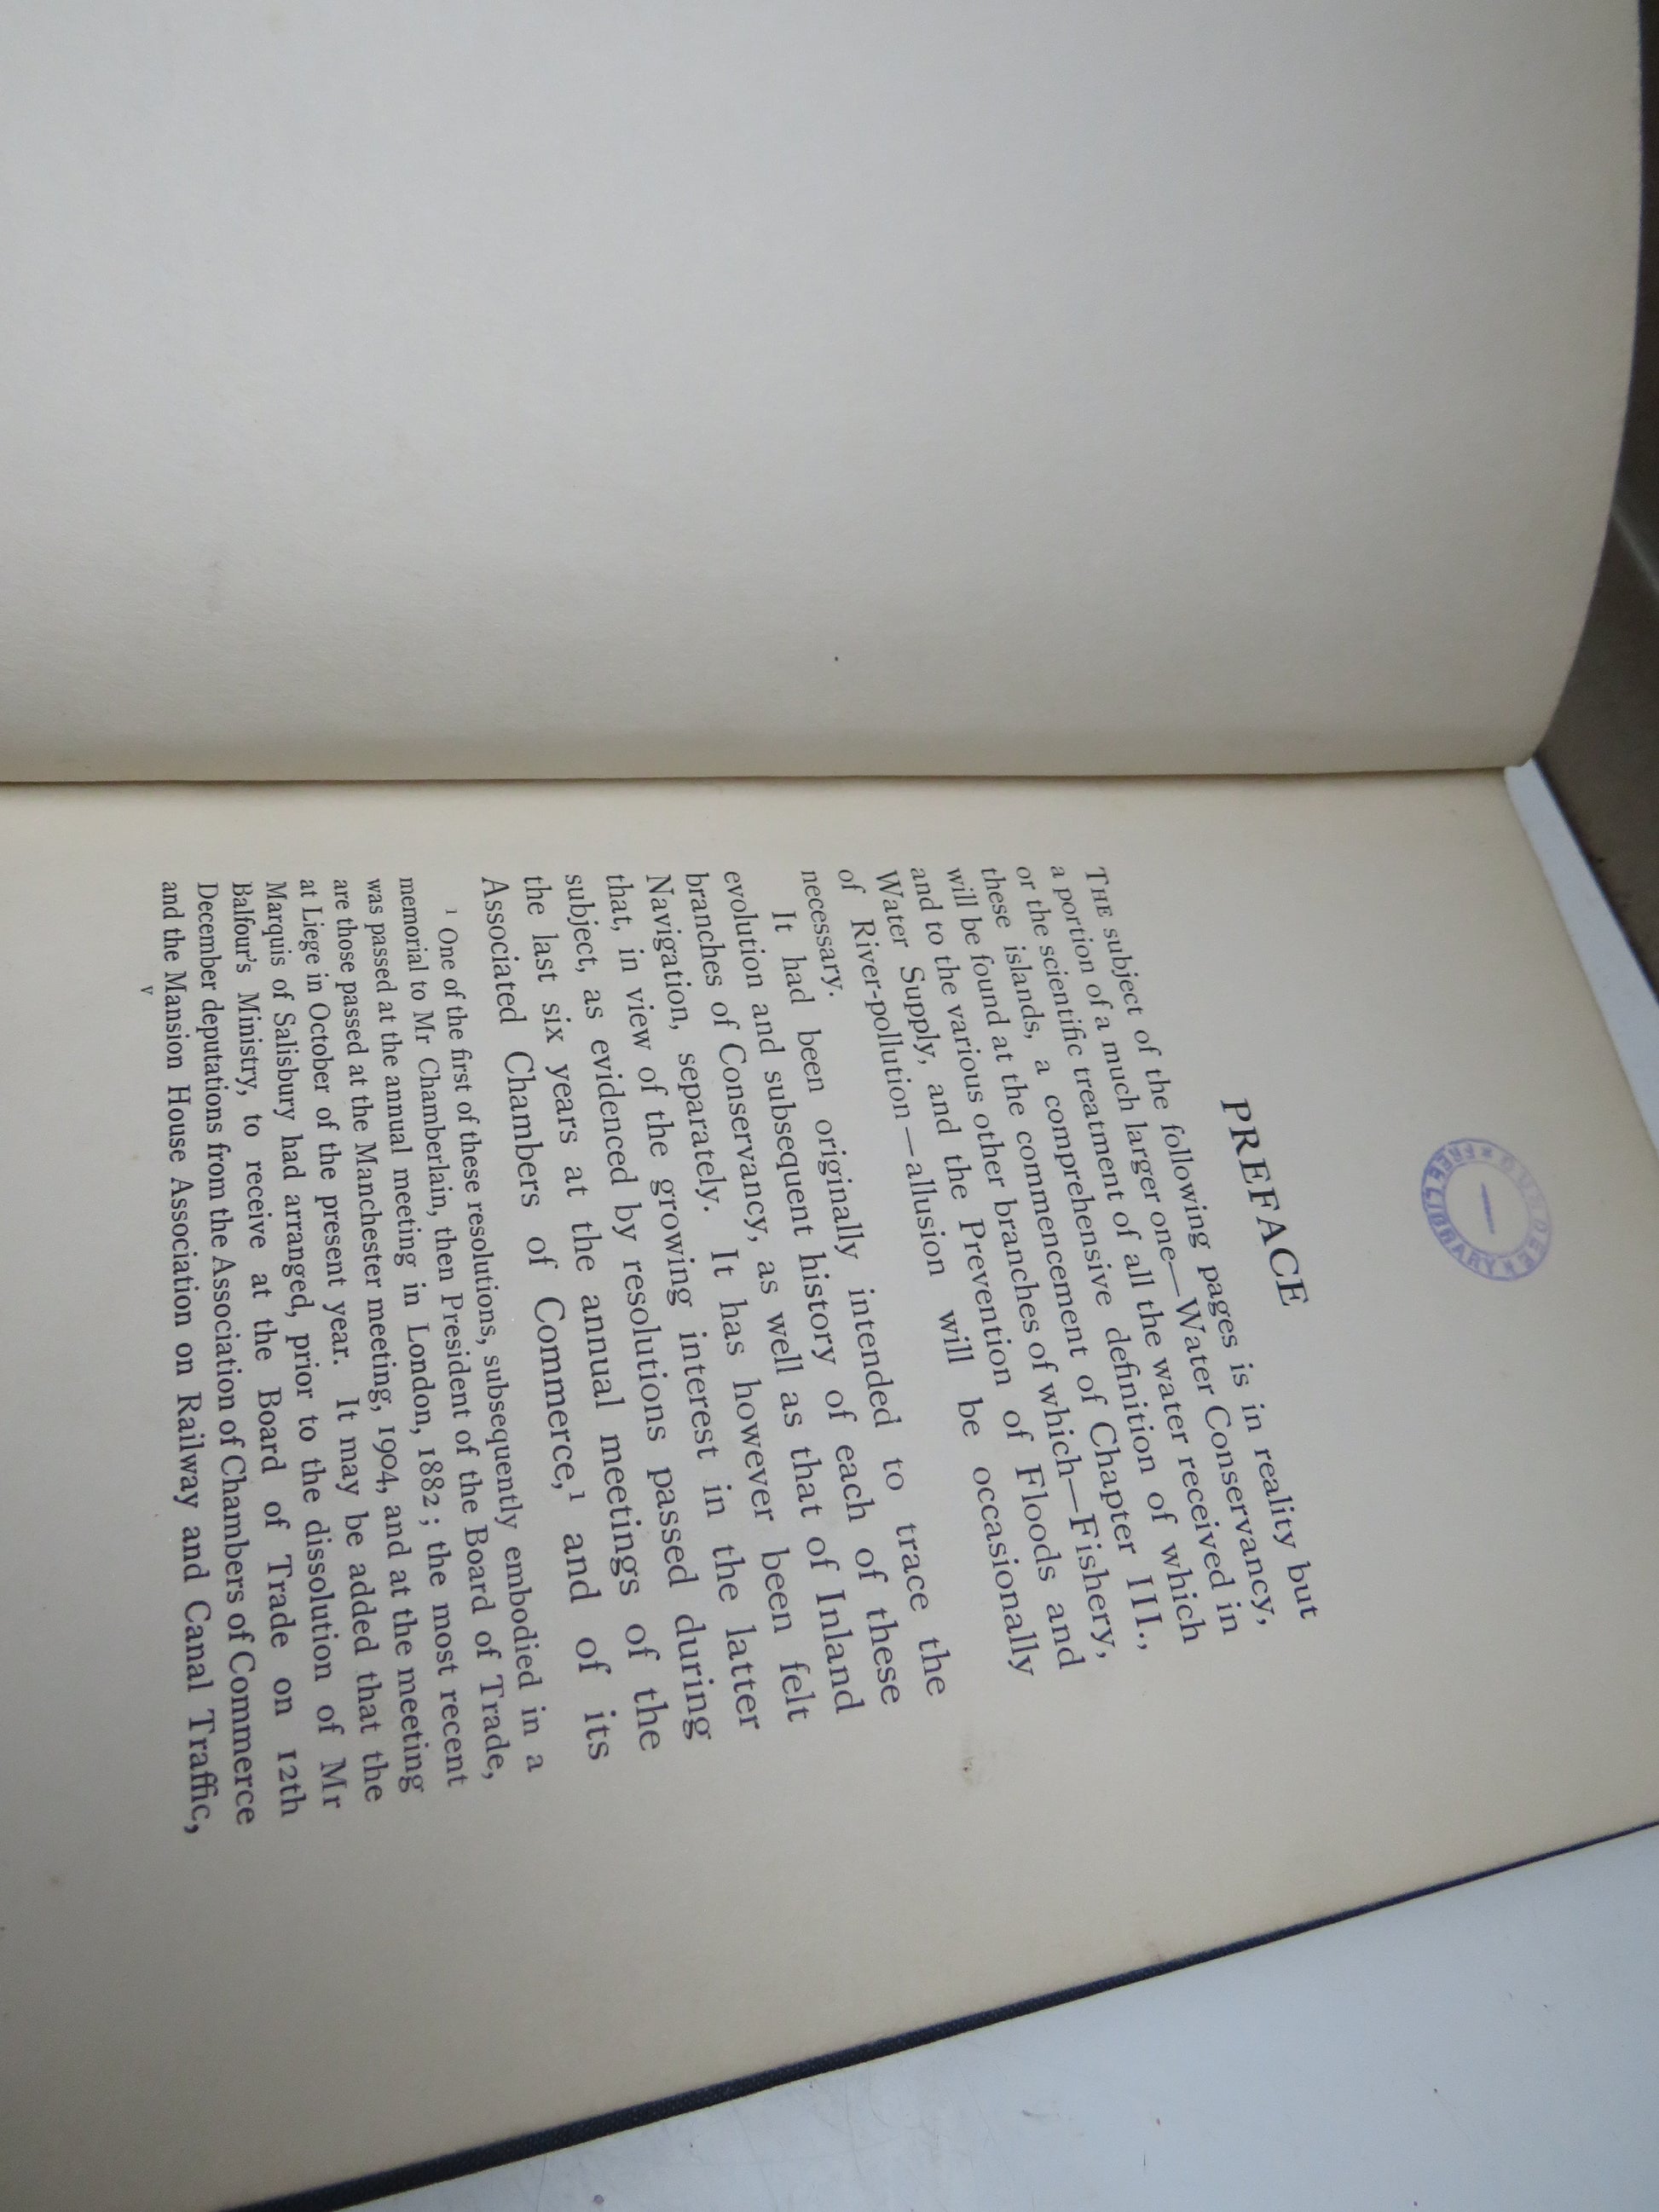 FREE LIBRARY
PREFACE
THE subject of the following pages is in reality but
a portion of a much larger one—Water Conservancy,
or the scientific treatment of all the water received in
these islands, a comprehensive definition of which
will be found at the commencement of Chapter III.,
and to the various other branches of which—Fishery,
Water Supply, and the Prevention of Floods and
of River-pollution—allusion will be occasionally
necessary.
It had been originally intended to trace the
evolution and subsequent history of each of these
branches of Conservancy, as well as that of Inland
Navigation, separately. It has however been felt
that, in view of the growing interest in the latter
subject, as evidenced by resolutions passed during
the last six years at the annual meetings of the
Associated Chambers of Commerce,¹ and of its
¹ One of the first of these resolutions, subsequently embodied in a
memorial to Mr Chamberlain, then President of the Board of Trade,
was passed at the annual meeting in London, 1882; the most recent
are those passed at the Manchester meeting, 1904, and at the meeting
at Liege in October of the present year. It may be added that the
Marquis of Salisbury had arranged, prior to the dissolution of Mr
Balfour's Ministry, to receive at the Board of Trade on 12th
December deputations from the Association of Chambers of Commerce
and the Mansion House Association on Railway and Canal Traffic,
v